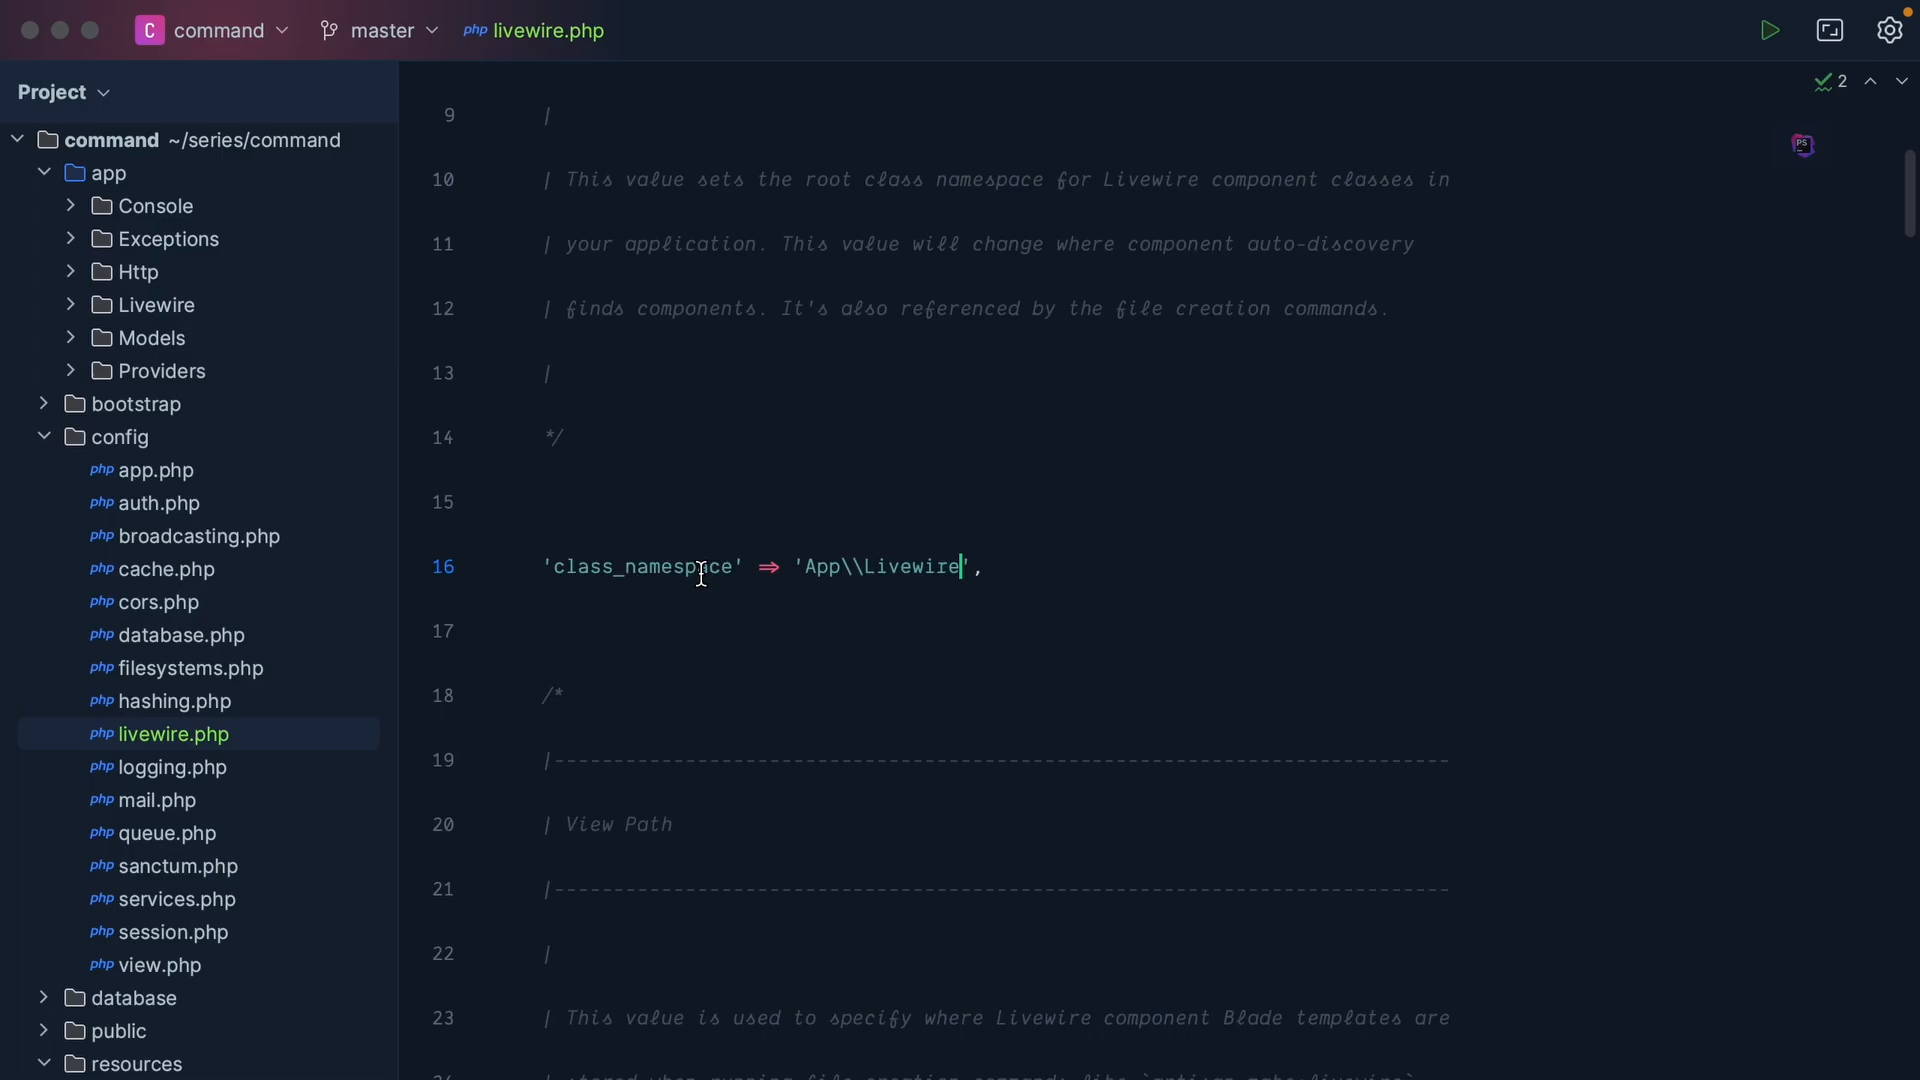 C command master php livewire.php
Project
2
command ~/series/command
app
Console
Exceptions
Http
Livewire
Models
Providers
bootstrap
config
php app.php
php auth.php
php broadcasting.php
php cache.php
php cors.php
php database.php
php filesystems.php
php hashing.php
php livewire.php
php logging.php
php mail.php
php queue.php
php sanctum.php
php services.php
php session.php
php view.php
database
public
resources
9 |
PS
10 | This value sets the root class namespace for Livewire component classes in
11 | your application. This value will change where component auto-discovery
12 | finds components. It's also referenced by the file creation commands.
13 |
14 */
15
16 'class_namespace' => 'App\\Livewire',
17
18 /*
19 |---------------------------------------------------------------------------
20 | View Path
21 |---------------------------------------------------------------------------
22 |
23 | This value is used to specify where Livewire component Blade templates are